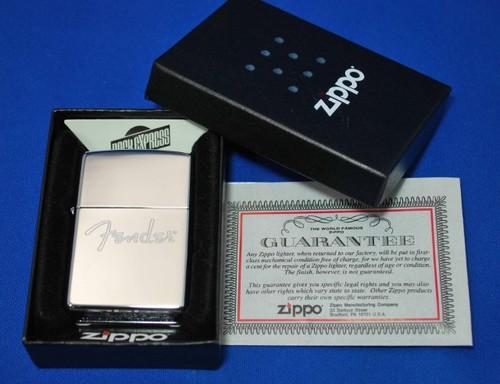 zippo
ROCK EXPRESS
Fender
zippo
THE WORLD FAMOUS
ZIPPO
GUARANTEE
Any Zippo lighter, when returned to our factory, will be put in first-
class mechanical condition free of charge, for we have yet to charge
a cent for the repair of a Zippo lighter, regardless of age or condition.
The finish, however, is not guaranteed.
This guarantee gives you specific legal rights and you may also
have other rights which vary state to state. Other Zippo products
carry their own specific warranties.
zippo
Zippo Manufacturing Company
33 Barbour Street
Bradford, PA 16701 U.S.A.